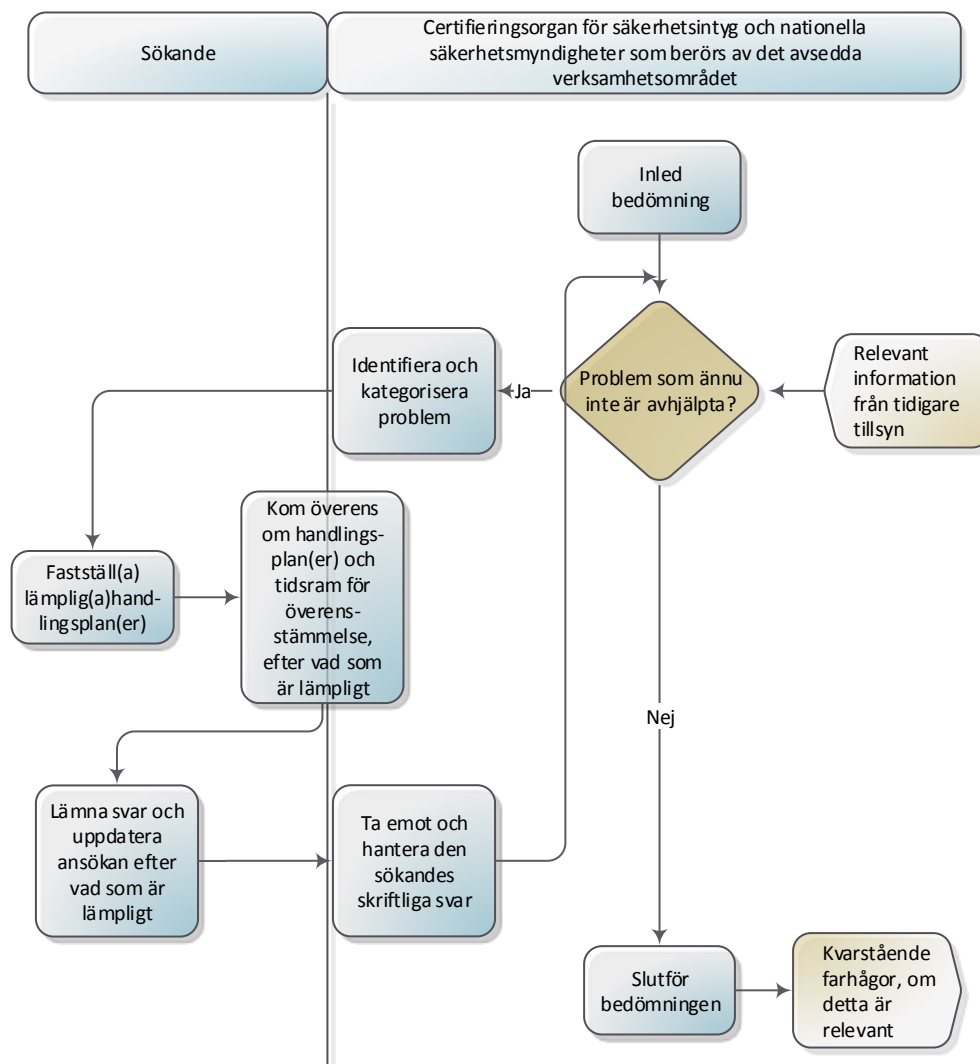 Sökande
Certifieringsorgan för säkerhetsintyg och nationella
säkerhetsmyndigheter som berörs av det avsedda
verksamhetsområdet
Inled
bedömning
Identifiera och
kategorisera
problem
Ja
Problem som ännu
inte är avhjälpta?
Relevant
information
från tidigare
tillsyn
Kom överens
om handlings-
plan(er) och
tidsram för
överens-
stämmelse,
efter vad som
är lämpligt
Fastställ(a)
lämplig(a)hand-
lingsplan(er)
Nej
Lämna svar och
uppdatera
ansökan efter
vad som är
lämpligt
Ta emot och
hantera den
sökandes
skriftliga svar
Slutför
bedömningen
Kvarstående
farhågor, om
detta är
relevant